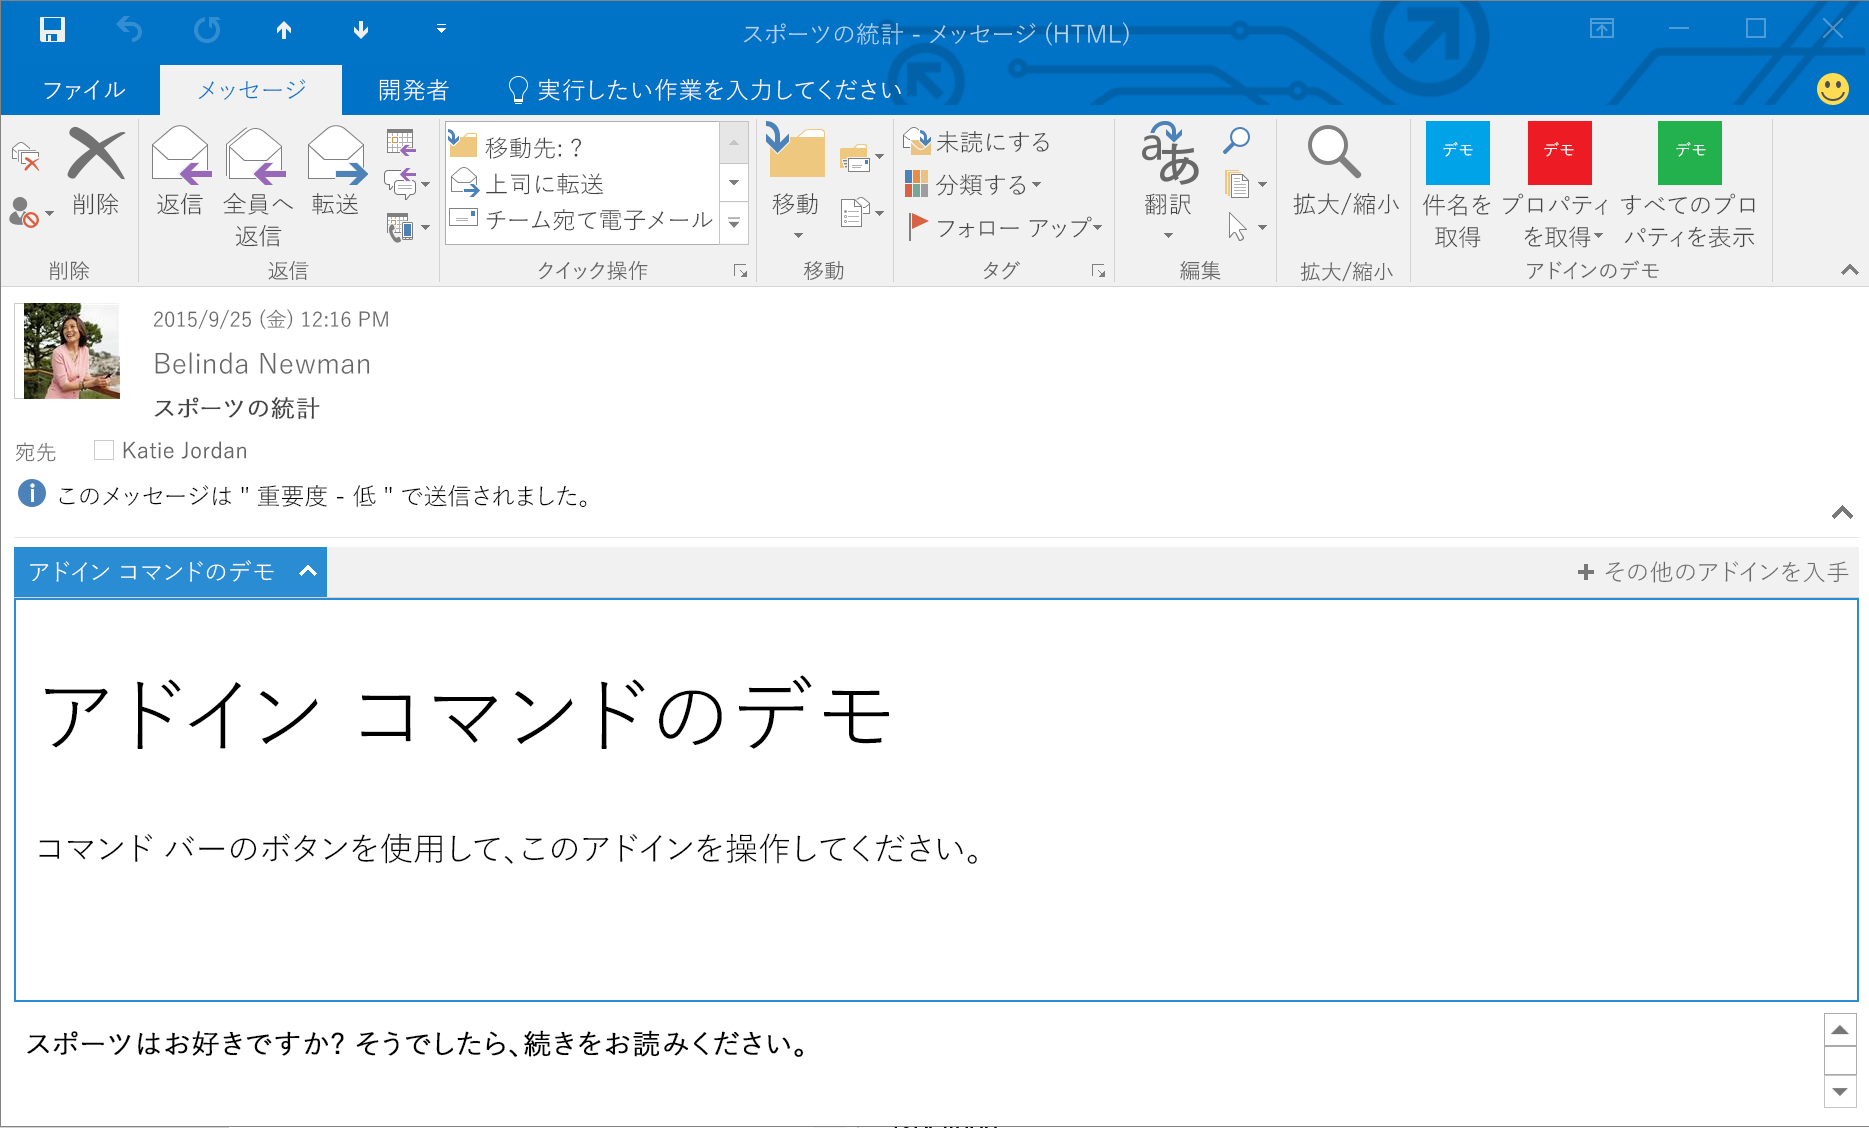 スポーツの統計 - メッセージ (HTML)
ファイル
メッセージ
開発者
実行したい作業を入力してください
削除
返信
全員へ
返信
転送
移動先: ?
上司に転送
チーム宛て電子メール
移動
未読にする
分類する
フォロー アップ
翻訳
拡大/縮小
デモ
件名を
取得
デモ
プロパティ
を取得
デモ
すべてのプロ
パティを表示
削除
返信
クイック操作
移動
タグ
編集
拡大/縮小
アドインのデモ
2015/9/25 (金) 12:16 PM
Belinda Newman
スポーツの統計
宛先
Katie Jordan
このメッセージは " 重要度 - 低 " で送信されました。
アドイン コマンドのデモ
その他のアドインを入手
アドイン コマンドのデモ
コマンド バーのボタンを使用して、このアドインを操作してください。
スポーツはお好きですか? そうでしたら、続きをお読みください。